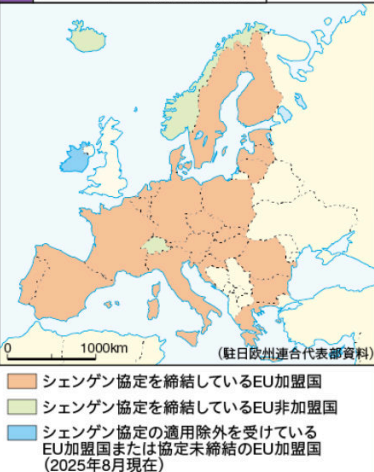 0 1000km
(駐日欧州連合代表部資料)
シェンゲン協定を締結しているEU加盟国
シェンゲン協定を締結しているEU非加盟国
シェンゲン協定の適用除外を受けている
EU加盟国または協定未締結のEU加盟国
(2025年8月現在)